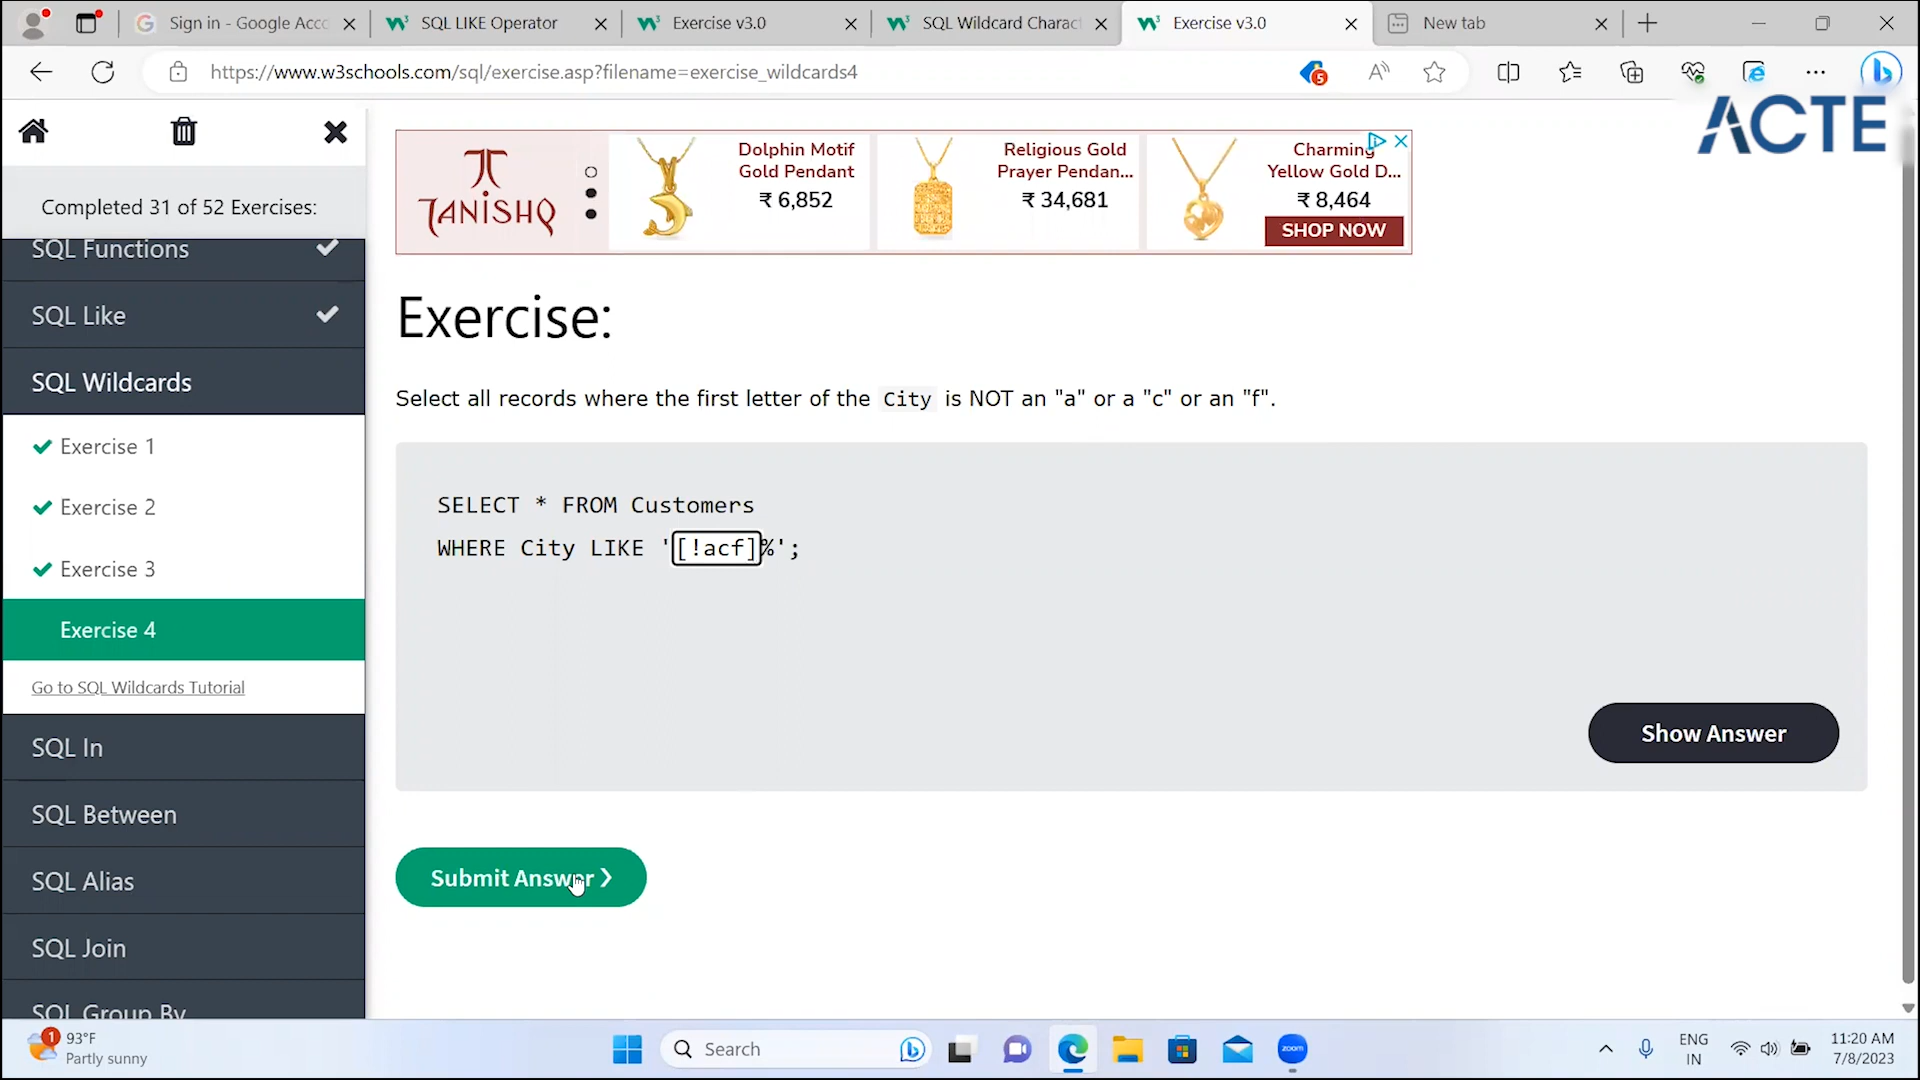 Sign in - Google Acco
SQL LIKE Operator
Exercise v3.0
SQL Wildcard Charact
Exercise v3.0
New tab
https://www.w3schools.com/sql/exercise.asp?filename=exercise_wildcards4
5
ACTE
Completed 31 of 52 Exercises:
SQL Functions
SQL Like
SQL Wildcards
Exercise 1
Exercise 2
Exercise 3
Exercise 4
Go to SQL Wildcards Tutorial
SQL In
SQL Between
SQL Alias
SQL Join
SQL Group By
TANISHQ
Dolphin Motif
Gold Pendant
₹ 6,852
Religious Gold
Prayer Pendan...
₹ 34,681
Charming
Yellow Gold D...
₹ 8,464
SHOP NOW
Exercise:
Select all records where the first letter of the City is NOT an "a" or a "c" or an "f".
SELECT * FROM Customers
WHERE City LIKE '[!acf]%';
Show Answer
Submit Answer ❯
1
93°F
Partly sunny
Search
zoom
ENG
IN
11:20 AM
7/8/2023